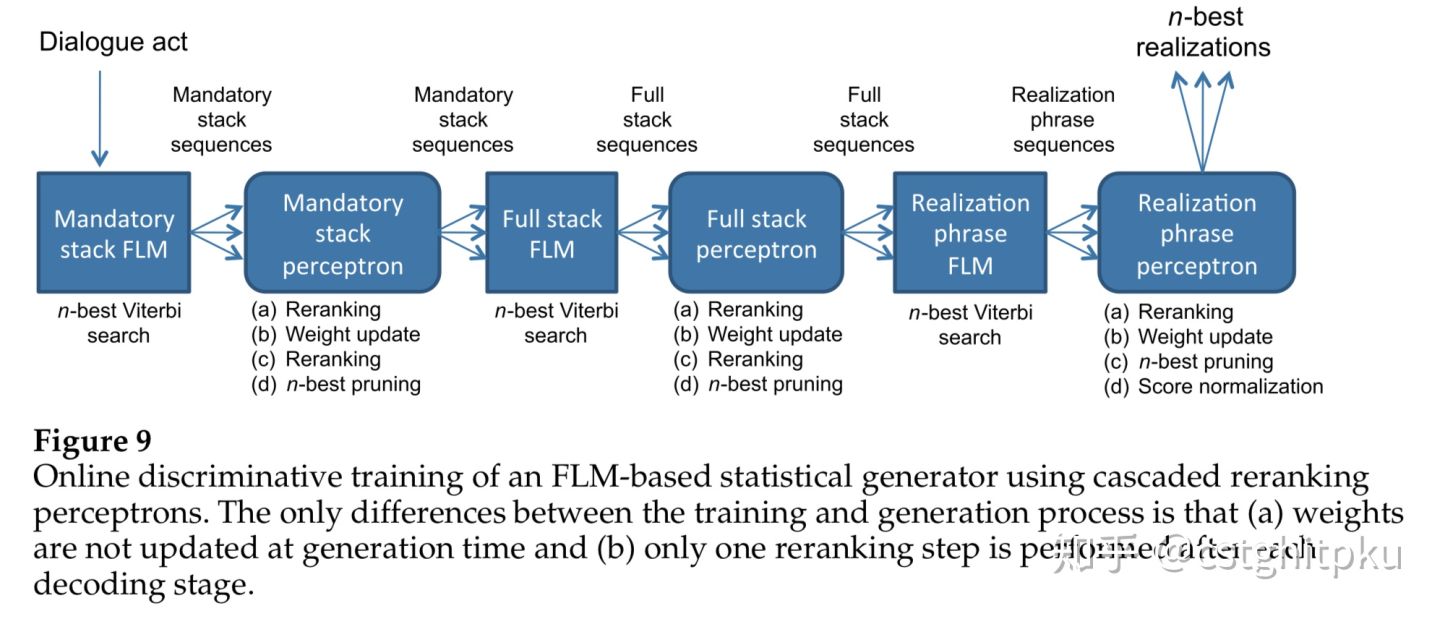 Dialogue act
n-best
realizations
Mandatory
stack
sequences
Mandatory
stack
sequences
Full
stack
sequences
Full
stack
sequences
Realization
phrase
sequences
Mandatory
stack FLM
Mandatory
stack
perceptron
Full stack
FLM
Full stack
perceptron
Realization
phrase
FLM
Realization
phrase
perceptron
n-best Viterbi
search
(a) Reranking
(b) Weight update
(c) Reranking
(d) n-best pruning
n-best Viterbi
search
(a) Reranking
(b) Weight update
(c) Reranking
(d) n-best pruning
n-best Viterbi
search
(a) Reranking
(b) Weight update
(c) n-best pruning
(d) Score normalization
Figure 9
Online discriminative training of an FLM-based statistical generator using cascaded reranking
perceptrons. The only differences between the training and generation process is that (a) weights
are not updated at generation time and (b) only one reranking step is performed after each
decoding stage.
知乎 @tstghitpku